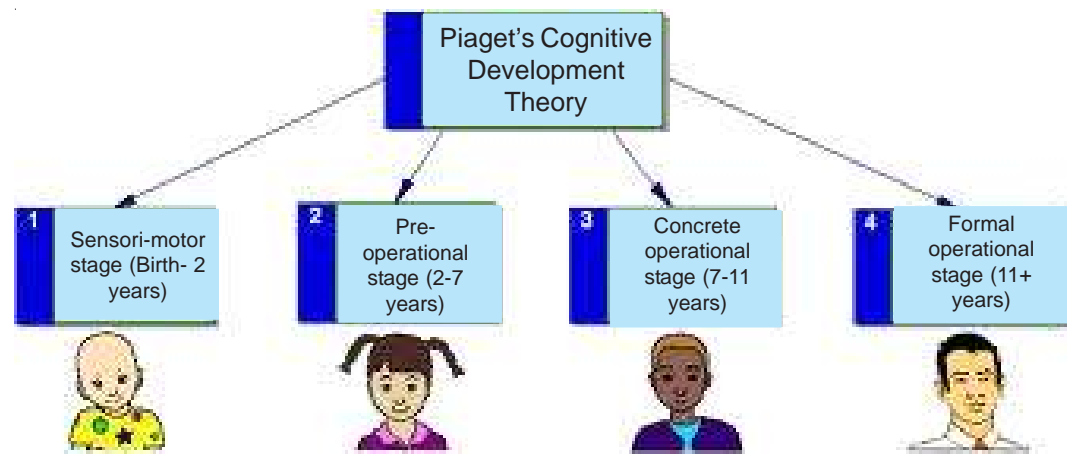 Piaget's Cognitive
Development
Theory
1
Sensori-motor
stage (Birth- 2
years)
2
Pre-
operational
stage (2-7
years)
3
Concrete
operational
stage (7-11
years)
4
Formal
operational
stage (11+
years)